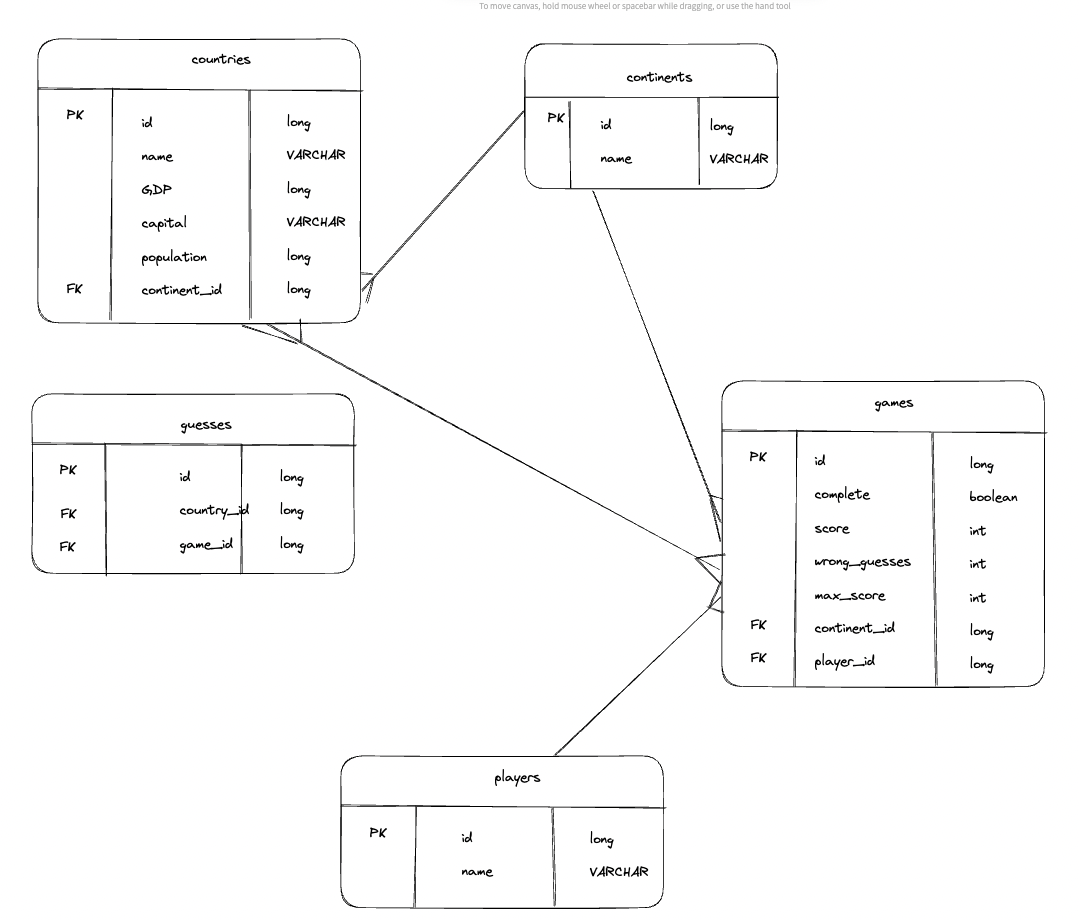 To move canvas, hold mouse wheel or spacebar while dragging, or use the hand tool
countries
PK id long
name VARCHAR
GDP long
capital VARCHAR
population long
FK continent_id long
continents
PK id long
name VARCHAR
guesses
PK id long
FK country_id long
FK game_id long
games
PK id long
complete boolean
score int
wrong_guesses int
max_score int
FK continent_id long
FK player_id long
players
PK id long
name VARCHAR